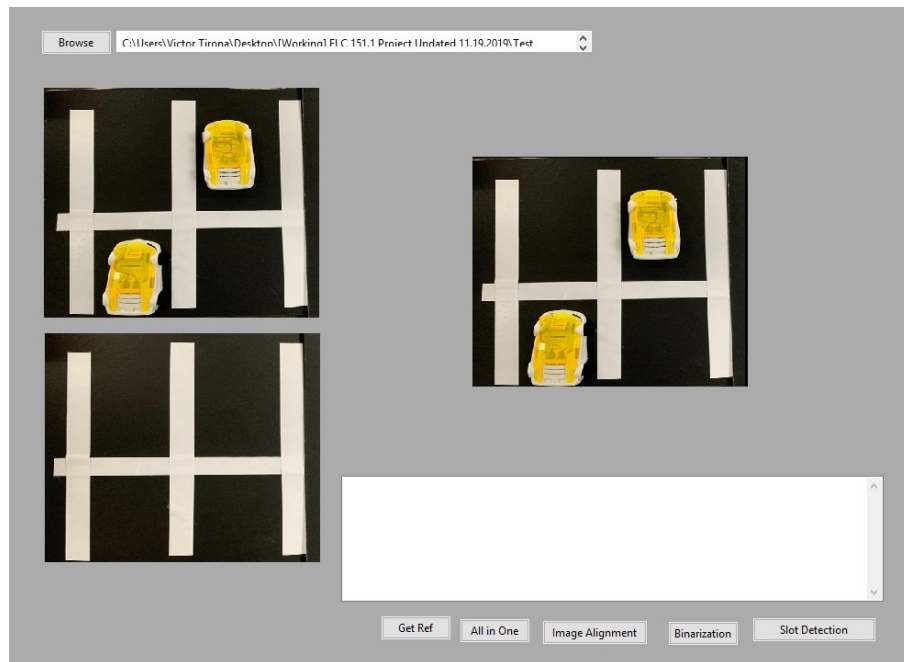 Browse
C:\Users\Victor Tirona\Desktop\[Working] ELC 151.1 Project Updated 11.19.2019\Test
Get Ref
All in One
Image Alignment
Binarization
Slot Detection